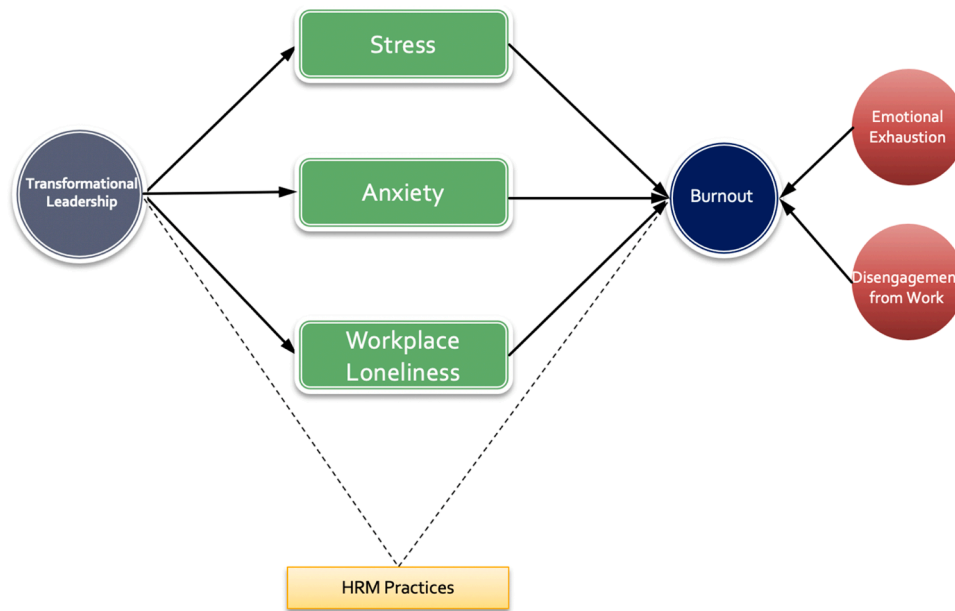 Stress
Transformational
Leadership
Anxiety
Workplace
Loneliness
Burnout
Emotional
Exhaustion
Disengagemen
from Work
HRM Practices